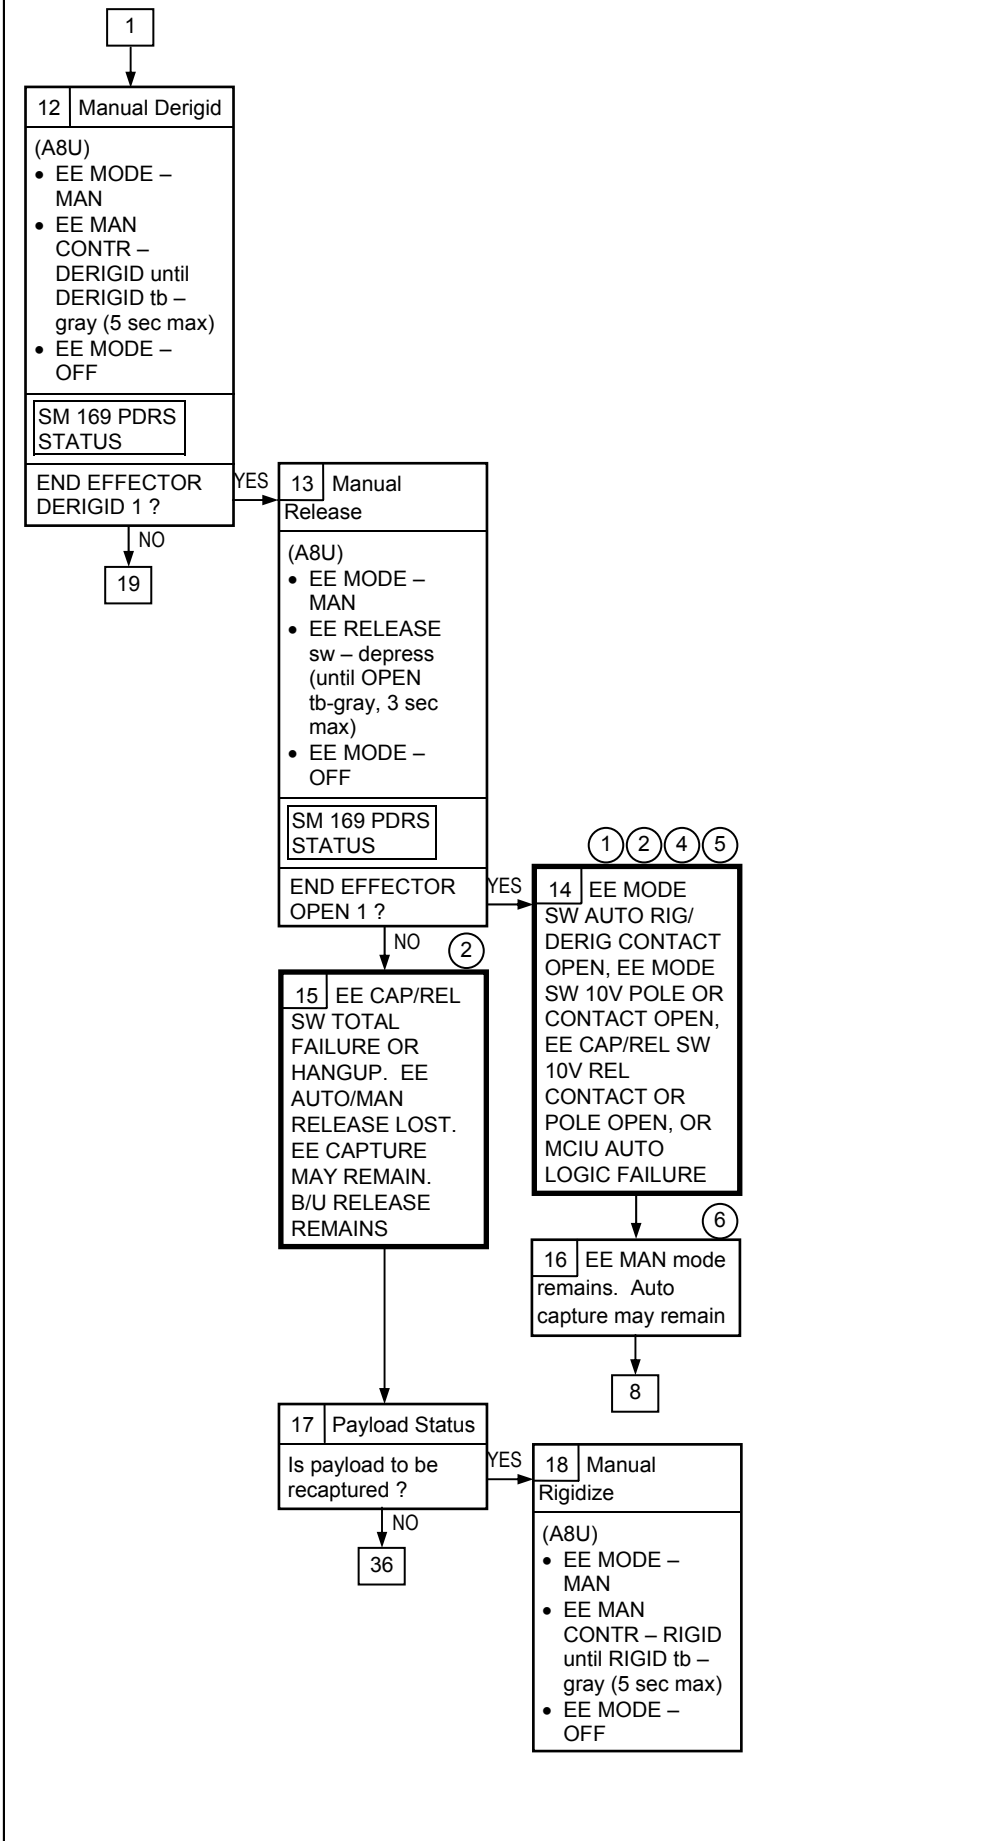 1
12 Manual Derigid
(A8U)
• EE MODE –
MAN
• EE MAN
CONTR –
DERIGID until
DERIGID tb –
gray (5 sec max)
• EE MODE –
OFF
SM 169 PDRS
STATUS
END EFFECTOR
DERIGID 1 ?
YES
NO
19
13 Manual
Release
(A8U)
• EE MODE –
MAN
• EE RELEASE
sw – depress
(until OPEN
tb-gray, 3 sec
max)
• EE MODE –
OFF
SM 169 PDRS
STATUS
END EFFECTOR
OPEN 1 ?
YES
NO
1 2 4 5
14 EE MODE
SW AUTO RIG/
DERIG CONTACT
OPEN, EE MODE
SW 10V POLE OR
CONTACT OPEN,
EE CAP/REL SW
10V REL
CONTACT OR
POLE OPEN, OR
MCIU AUTO
LOGIC FAILURE
2
15 EE CAP/REL
SW TOTAL
FAILURE OR
HANGUP. EE
AUTO/MAN
RELEASE LOST.
EE CAPTURE
MAY REMAIN.
B/U RELEASE
REMAINS
6
16 EE MAN mode
remains. Auto
capture may remain
8
17 Payload Status
Is payload to be
recaptured ?
YES
NO
36
18 Manual
Rigidize
(A8U)
• EE MODE –
MAN
• EE MAN
CONTR – RIGID
until RIGID tb –
gray (5 sec max)
• EE MODE –
OFF